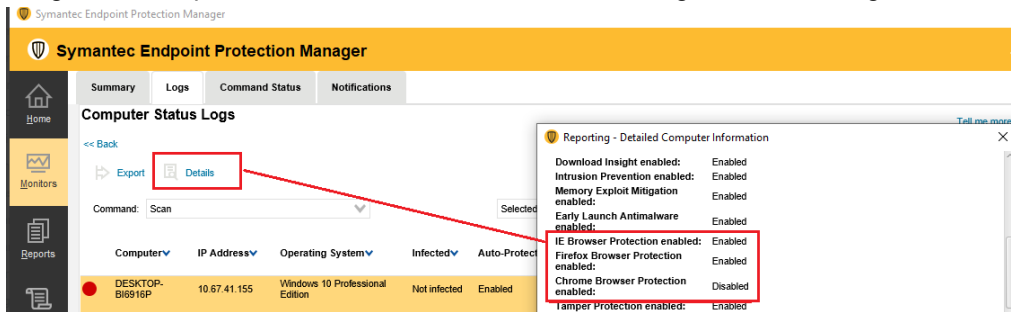 Symantec Endpoint Protection Manager
Symantec Endpoint Protection Manager
Home
Monitors
Reports
Summary Logs Command Status Notifications
Computer Status Logs
Tell me more
<< Back
Export Details
Command: Scan Selected
Computer IP Address Operating System Infected Auto-Protect
DESKTOP-
BI6916P 10.67.41.155 Windows 10 Professional
Edition Not infected Enabled
Reporting - Detailed Computer Information
Download Insight enabled: Enabled
Intrusion Prevention enabled: Enabled
Memory Exploit Mitigation
enabled: Enabled
Early Launch Antimalware
enabled: Enabled
IE Browser Protection enabled: Enabled
Firefox Browser Protection
enabled: Enabled
Chrome Browser Protection
enabled: Disabled
Tamper Protection enabled: Enabled